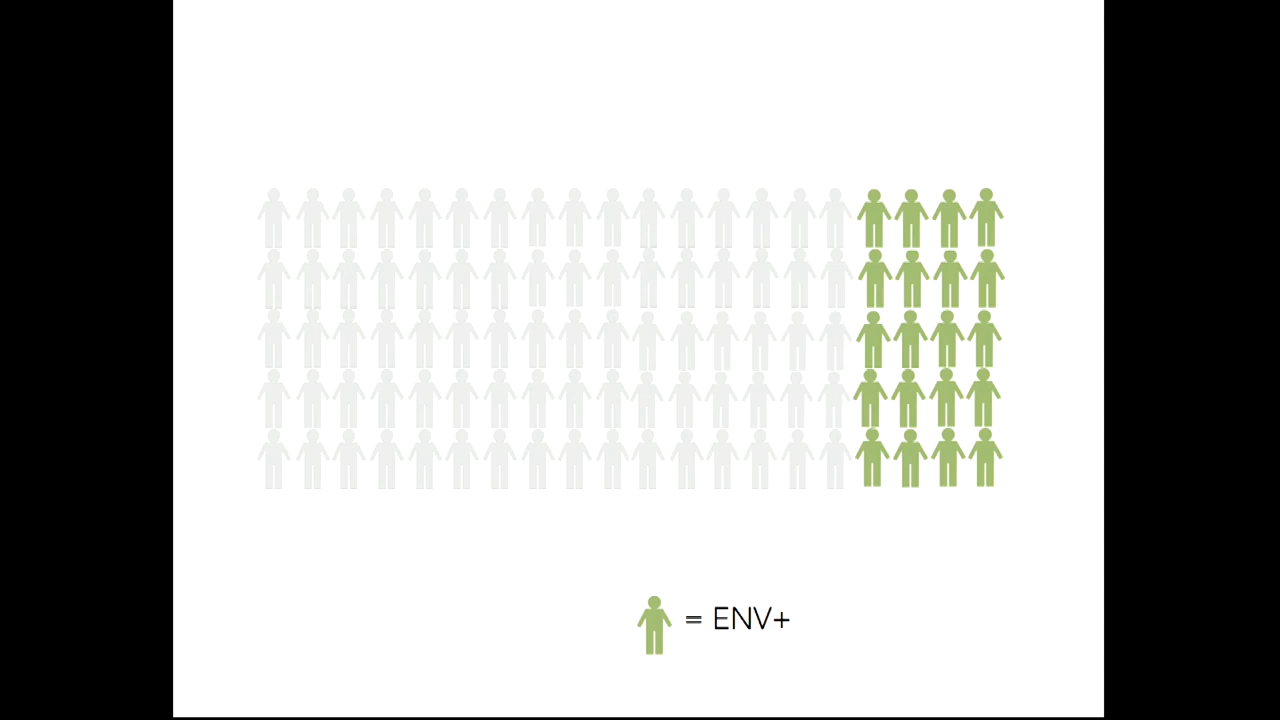 = ENV+